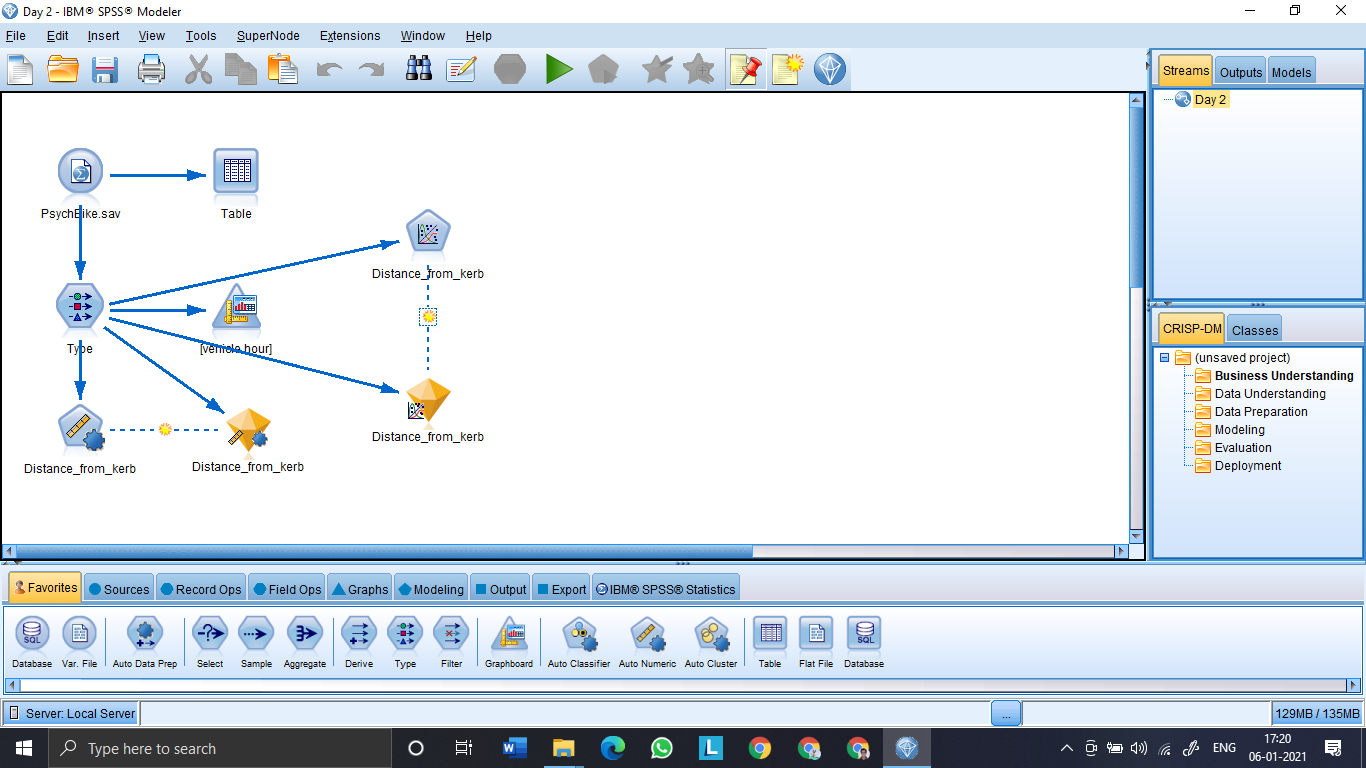 Day 2 - IBM® SPSS® Modeler
File Edit Insert View Tools SuperNode Extensions Window Help
Streams Outputs Models
Day 2
PsychBike.sav
Table
Distance_from_kerb
Type
[vehicle hour]
Distance_from_kerb
Distance_from_kerb
Distance_from_kerb
CRISP-DM Classes
(unsaved project)
Business Understanding
Data Understanding
Data Preparation
Modeling
Evaluation
Deployment
Favorites Sources Record Ops Field Ops Graphs Modeling Output Export IBM® SPSS® Statistics
SQL SQL
Database Var. File Auto Data Prep Select Sample Aggregate Derive Type Filter Graphboard Auto Classifier Auto Numeric Auto Cluster Table Flat File Database
Server: Local Server ... 129MB / 135MB
Type here to search
W L
ENG
17:20
06-01-2021